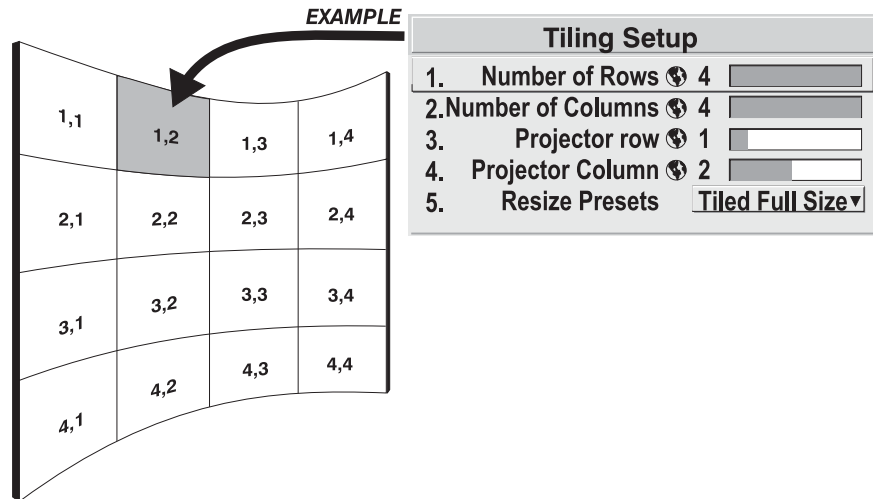 EXAMPLE
Tiling Setup
1. Number of Rows 4
2. Number of Columns 4
3. Projector row 1
4. Projector Column 2
5. Resize Presets Tiled Full Size
1,1 1,2 1,3 1,4
2,1 2,2 2,3 2,4
3,1 3,2 3,3 3,4
4,1 4,2 4,3 4,4